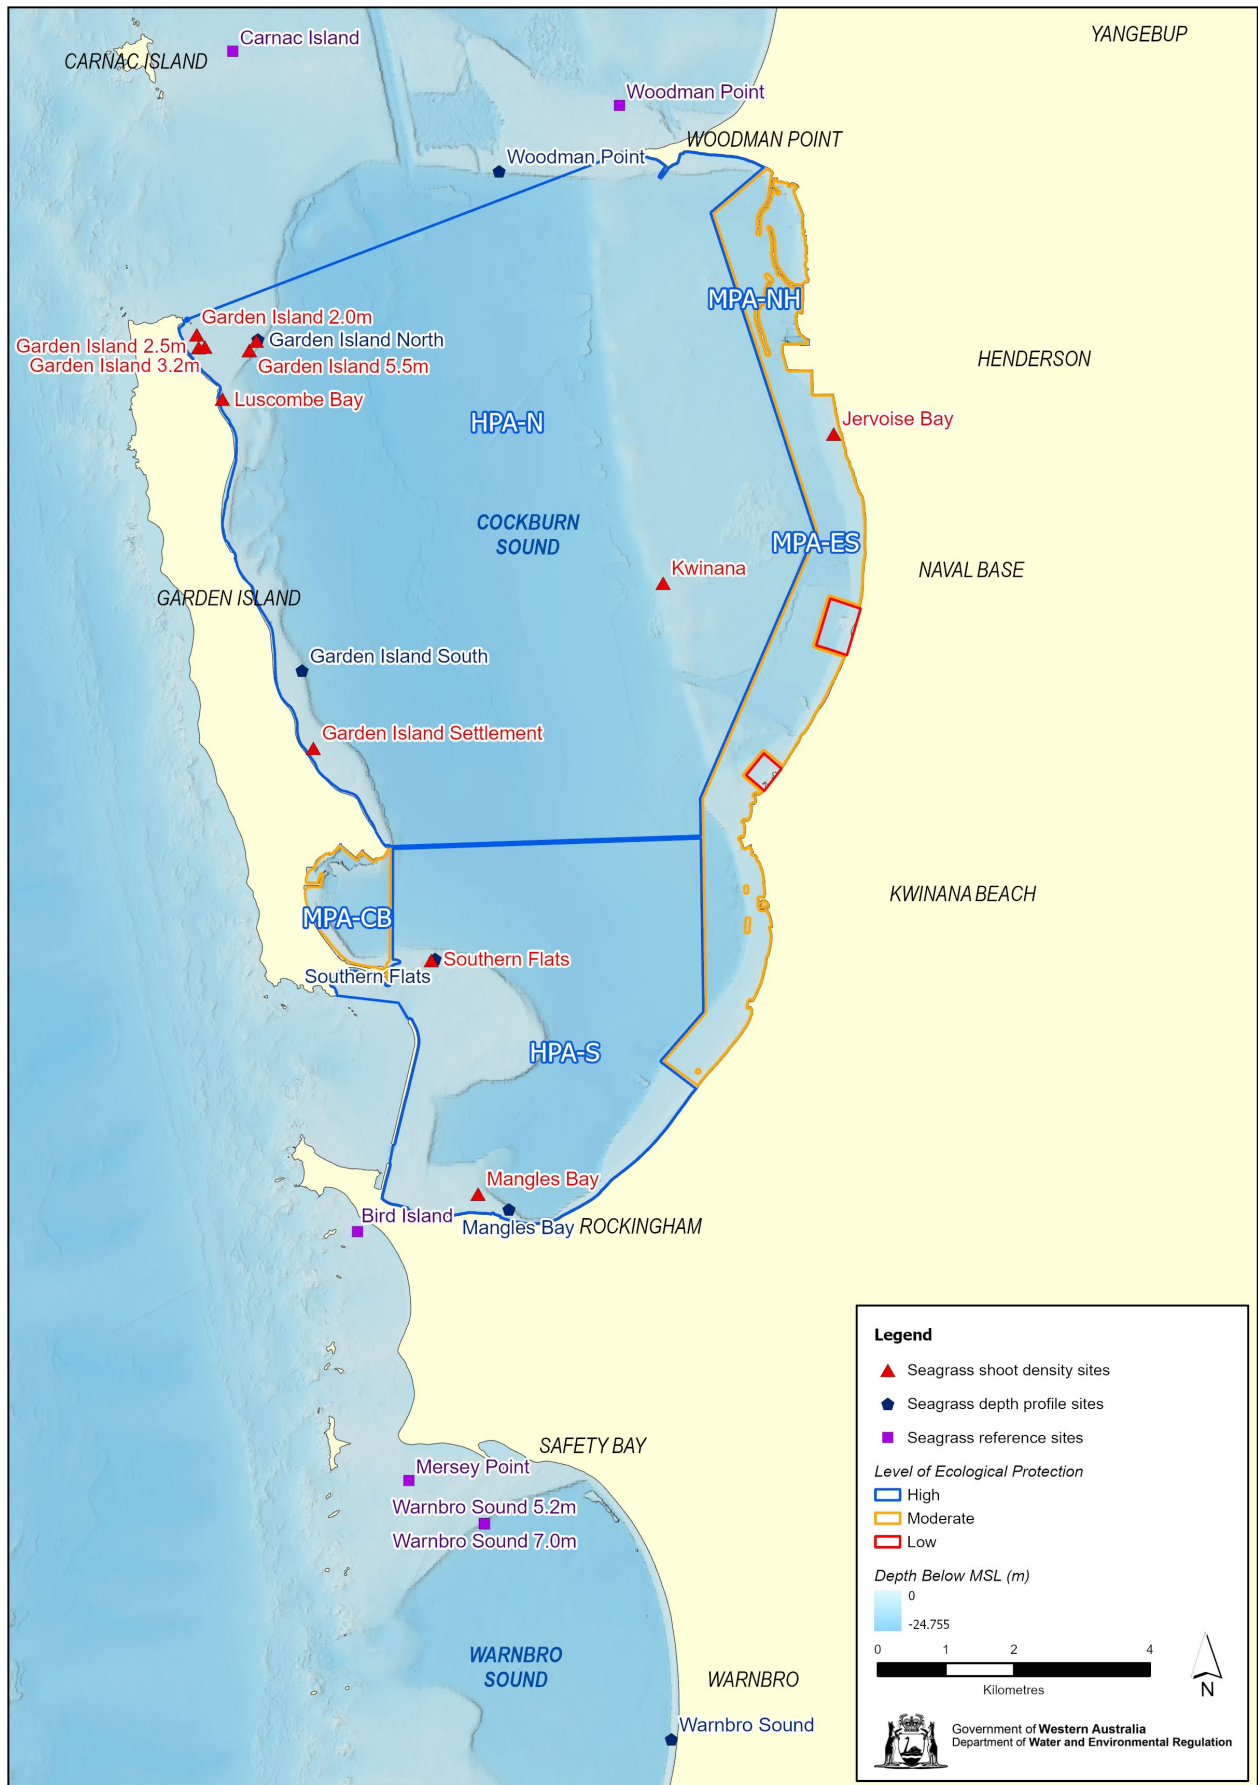 Carnac Island
YANGEBUP
CARNAC ISLAND
Woodman Point
WOODMAN POINT
Woodman Point
MPA-NH
Garden Island 2.0m
Garden Island North
Garden Island 2.5m
Garden Island 3.2m
Garden Island 5.5m
HENDERSON
Luscombe Bay
HPA-N
Jervoise Bay
COCKBURN
SOUND
MPA-ES
Kwinana
NAVAL BASE
GARDEN ISLAND
Garden Island South
Garden Island Settlement
KWINANA BEACH
MPA-CB
Southern Flats
Southern Flats
HPA-S
Mangles Bay
Bird Island
Mangles Bay
ROCKINGHAM
SAFETY BAY
Mersey Point
Warnbro Sound 5.2m
Warnbro Sound 7.0m
WARNBRO
SOUND
WARNBRO
Warnbro Sound
Legend
Seagrass shoot density sites
Seagrass depth profile sites
Seagrass reference sites
Level of Ecological Protection
High
Moderate
Low
Depth Below MSL (m)
0
-24.755
0 1 2 4
Kilometres
N
Government of Western Australia
Department of Water and Environmental Regulation